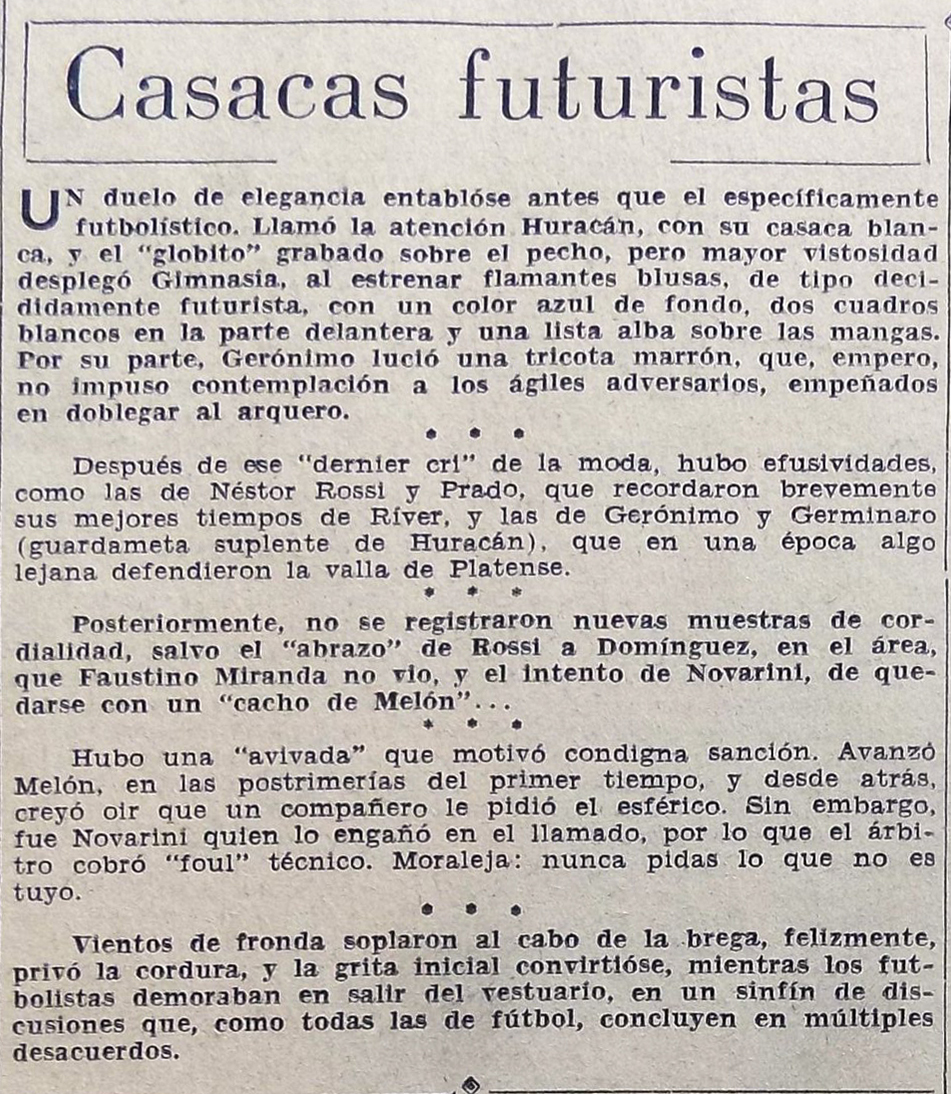 Casacas futuristas
UN duelo de elegancia entablóse antes que el específicamente
futbolístico. Llamó la atención Huracán, con su casaca blan-
ca, y el "globito" grabado sobre el pecho, pero mayor vistosidad
desplegó Gimnasia, al estrenar flamantes blusas, de tipo deci-
didamente futurista, con un color azul de fondo, dos cuadros
blancos en la parte delantera y una lista alba sobre las mangas.
Por su parte, Gerónimo lució una tricota marrón, que, empero,
no impuso contemplación a los ágiles adversarios, empeñados
en doblegar al arquero.
* * *
Después de ese "dernier cri" de la moda, hubo efusividades,
como las de Néstor Rossi y Prado, que recordaron brevemente
sus mejores tiempos de River, y las de Gerónimo y Germinaro
(guardameta suplente de Huracán), que en una época algo
lejana defendieron la valla de Platense.
* * *
Posteriormente, no se registraron nuevas muestras de cor-
dialidad, salvo el "abrazo" de Rossi a Domínguez, en el área,
que Faustino Miranda no vio, y el intento de Novarini, de que-
darse con un "cacho de Melón"...
* * *
Hubo una "avivada" que motivó condigna sanción. Avanzó
Melón, en las postrimerías del primer tiempo, y desde atrás,
creyó oir que un compañero le pidió el esférico. Sin embargo,
fue Novarini quien lo engañó en el llamado, por lo que el árbi-
tro cobró "foul" técnico. Moraleja: nunca pidas lo que no es
tuyo.
* * *
Vientos de fronda soplaron al cabo de la brega, felizmente,
privó la cordura, y la grita inicial convirtióse, mientras los fut-
bolistas demoraban en salir del vestuario, en un sinfín de dis-
cusiones que, como todas las de fútbol, concluyen en múltiples
desacuerdos.